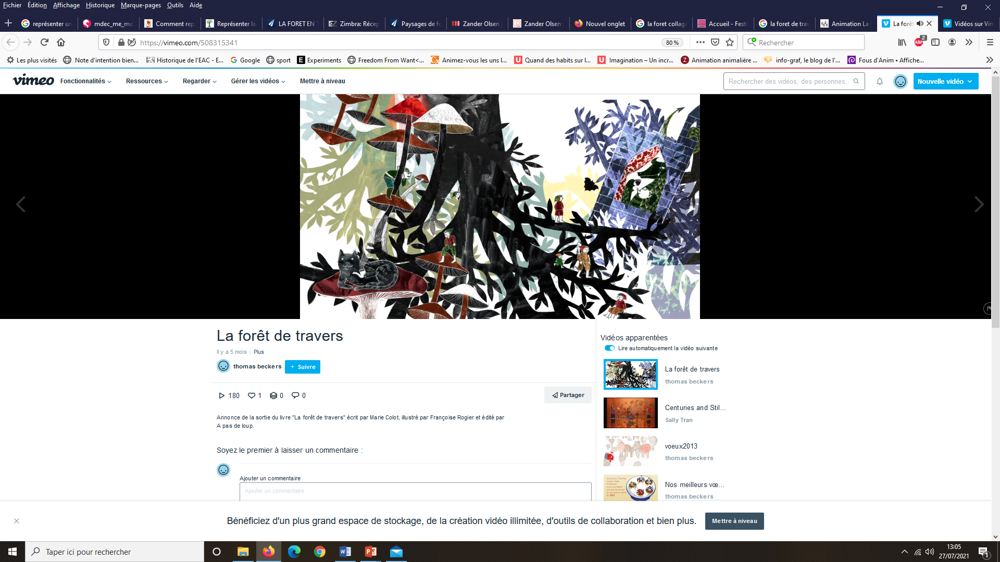 Fichier Édition Affichage Historique Marque-pages Outils Aide
représenter un mdec_me_mo Comment rep Représenter la LA FORET EN Zimbra: Récep Paysages de fo Zander Olsen Zander Olsen Nouvel onglet la foret collage Accueil - Festi la foret de trav Animation La La forêt Vidéos sur Vim
https://vimeo.com/508315341 80 % Rechercher ABP 2
Les plus visités Note d'intention bien... Historique de l'EAC - E... Google sport Experiments Freedom From Want<... Animez-vous les uns l... Quand des habits sur l... Imagination – Un incr... Animation animalière ... info-graf, le blog de l'... Fous d'Anim • Affiche...
vimeo Fonctionnalités Ressources Regarder Gérer les vidéos Mettre à niveau Rechercher des vidéos, des personnes, Nouvelle vidéo
La forêt de travers
Il y a 5 mois | Plus
thomas beckers + Suivre
180 1 0 0 Partager
Annonce de la sortie du livre "La forêt de travers" écrit par Marie Colot, illustré par Françoise Rogier et édité par
A pas de loup.
Soyez le premier à laisser un commentaire :
Ajouter un commentaire
Ajouter un commentaire
Vidéos apparentées
Lire automatiquement la vidéo suivante
La forêt de travers
thomas beckers
Centuries and Stil...
Sally Tran
voeux2013
thomas beckers
Nos meilleurs vœ...
thomas beckers
Bénéficiez d'un plus grand espace de stockage, de la création vidéo illimitée, d'outils de collaboration et bien plus. Mettre à niveau
Taper ici pour rechercher
13:05
27/07/2021
1